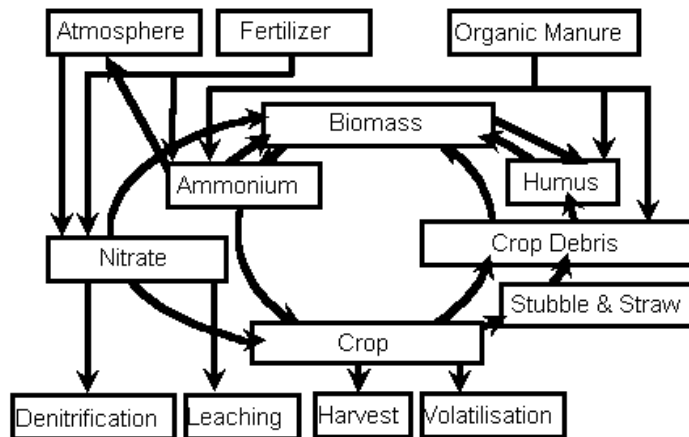 Atmosphere
Fertilizer
Organic Manure
Biomass
Ammonium
Humus
Nitrate
Crop Debris
Stubble & Straw
Crop
Denitrification
Leaching
Harvest
Volatilisation